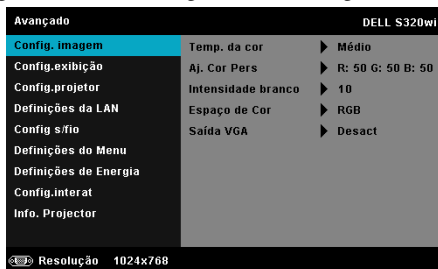 Avançado DELL S320wi
Config. imagem Temp. da cor Médio
Config.exibição Aj. Cor Pers R: 50 G: 50 B: 50
Config.projetor Intensidade branco 10
Definições da LAN Espaço de Cor RGB
Config s/fio Saída VGA Desact
Definições do Menu
Definições de Energia
Config.interat
Info. Projector
Resolução 1024x768